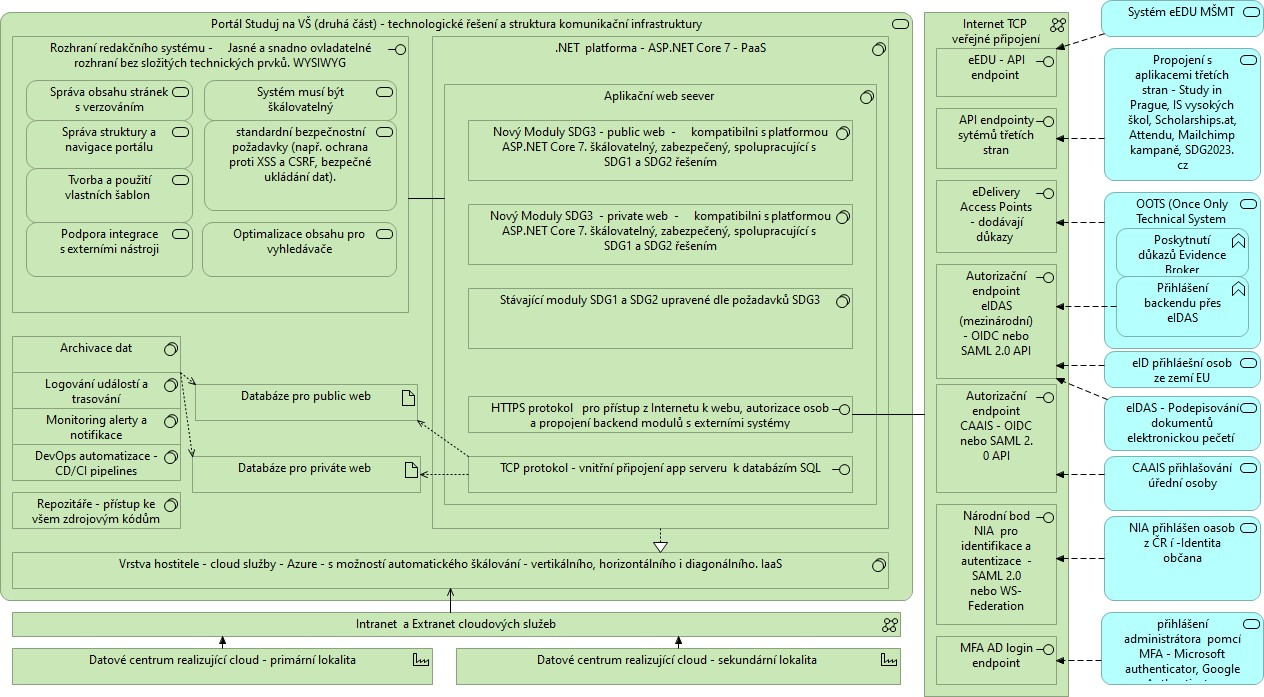 Portál Studuj na VŠ (druhá část) - technologické řešení a struktura komunikační infrastruktury
Rozhraní redakčního systému - Jasné a snadno ovladatelné
rozhraní bez složitých technických prvků. WYSIWYG
Správa obsahu stránek
s verzováním
Systém musí být
škálovatelný
Správa struktury a
navigace portálu
standardní bezpečnostní
požadavky (např. ochrana
proti XSS a CSRF, bezpečné
ukládání dat).
Tvorba a použití
vlastních šablon
Podpora integrace
s externími nástroji
Optimalizace obsahu pro
vyhledávače
.NET platforma - ASP.NET Core 7 - PaaS
Aplikační web seever
Nový Moduly SDG3 - public web - kompatibilni s platformou
ASP.NET Core 7. škálovatelný, zabezpečený, spolupracující s
SDG1 a SDG2 řešením
Nový Moduly SDG3 - private web - kompatibilni s platformou
ASP.NET Core 7. škálovatelný, zabezpečený, spolupracující s
SDG1 a SDG2 řešením
Stávající moduly SDG1 a SDG2 upravené dle požadavků SDG3
HTTPS protokol pro přístup z Internetu k webu, autorizace osob
a propojení backend modulů s externími systémy
TCP protokol - vnitřní připojení app serveru k databázím SQL
Archivace dat
Logování událostí a
trasování
Monitoring alerty a
notifikace
DevOps automatizace -
CD/CI pipelines
Repozitáře - přístup ke
všem zdrojovým kódům
Databáze pro public web
Databáze pro priváte web
Vrstva hostitele - cloud služby - Azure - s možností automatického škálování - vertikálního, horizontálního i diagonálního. IaaS
Intranet a Extranet cloudových služeb
Datové centrum realizující cloud - primární lokalita
Datové centrum realizující cloud - sekundární lokalita
Internet TCP
veřejné připojení
eEDU - API
endpoint
API endpointy
sytémů třetích
stran
eDelivery
Access Points
- dodávají
důkazy
Autorizační
endpoint
eIDAS
(mezinárodní)
- OIDC nebo
SAML 2.0 API
Autorizační
endpoint
CAAIS - OIDC
nebo SAML 2.
0 API
Národní bod
NIA pro
identifikace a
autentizace -
SAML 2.0
nebo WS-
Federation
MFA AD login
endpoint
Systém eEDU MŠMT
Propojení s
aplikacemi třetích
stran - Study in
Prague, IS vysokých
škol, Scholarships.at,
Attendu, Mailchimp
kampaně, SDG2023.
cz
OOTS (Once Only
Technical System
Poskytnutí
důkazů Evidence
Broker
Přihlášení
backendu přes
eIDAS
eID přihláešní osob
ze zemí EU
eIDAS - Podepisování
dokumentů
elektronickou pečetí
CAAIS přihlašování
úřední osoby
NIA přihlášen oasob
z ČR í -Identita
občana
přihlášení
administrátora pomcí
MFA - Microsoft
authenticator, Google